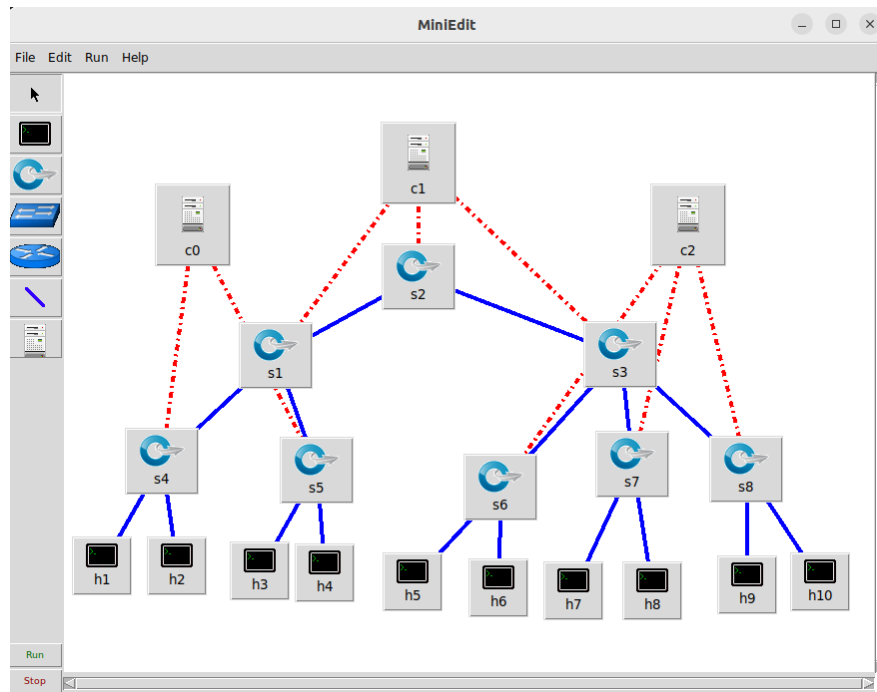 MiniEdit
File Edit Run Help
c1
c0
c2
s2
s1
s3
s4
s5
s6
s7
s8
h1
h2
h3
h4
h5
h6
h7
h8
h9
h10
Run
Stop